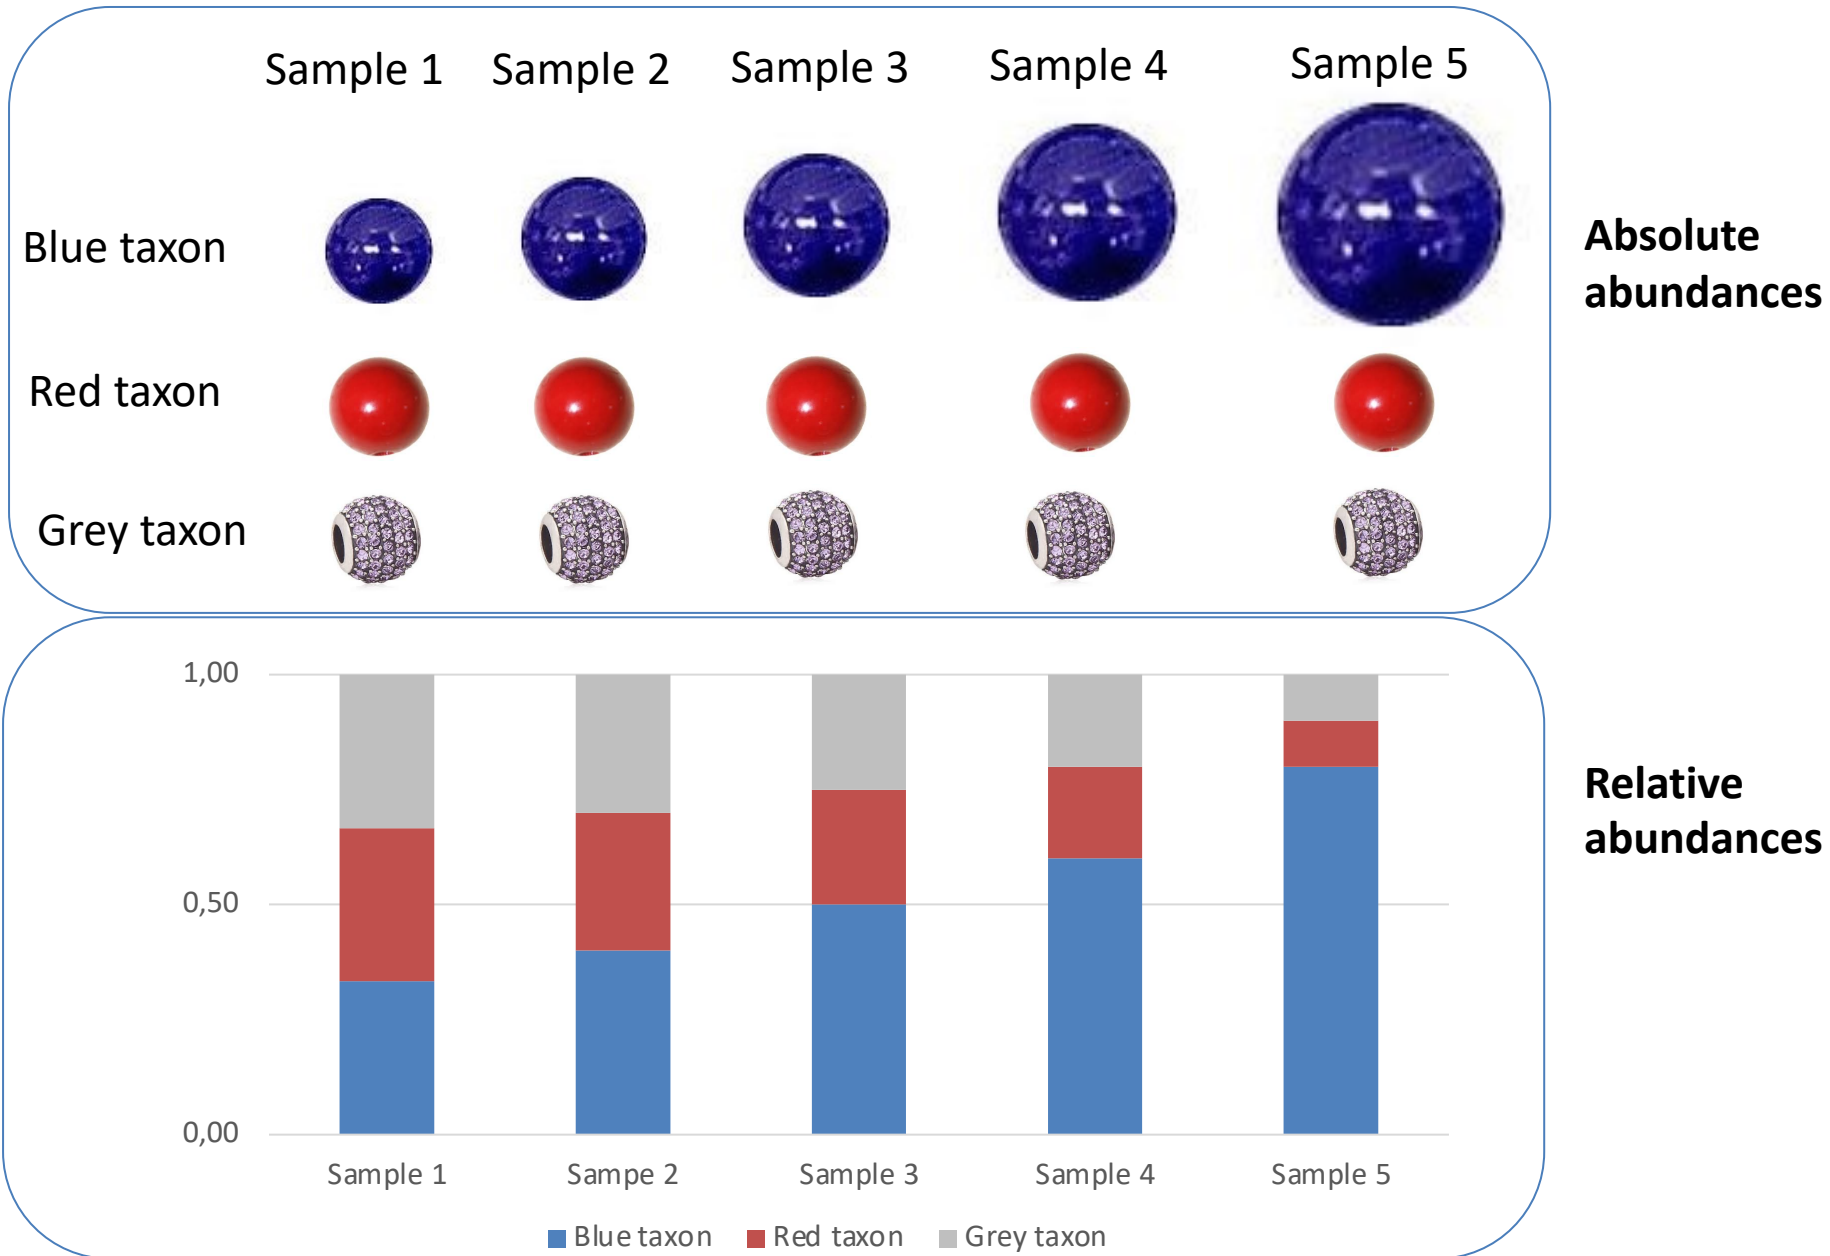 Sample 1 Sample 2 Sample 3 Sample 4 Sample 5
Blue taxon
Absolute
abundances
Red taxon
Grey taxon
1,00
Relative
abundances
0,50
0,00
Sample 1 Sampe 2 Sample 3 Sample 4 Sample 5
Blue taxon Red taxon Grey taxon